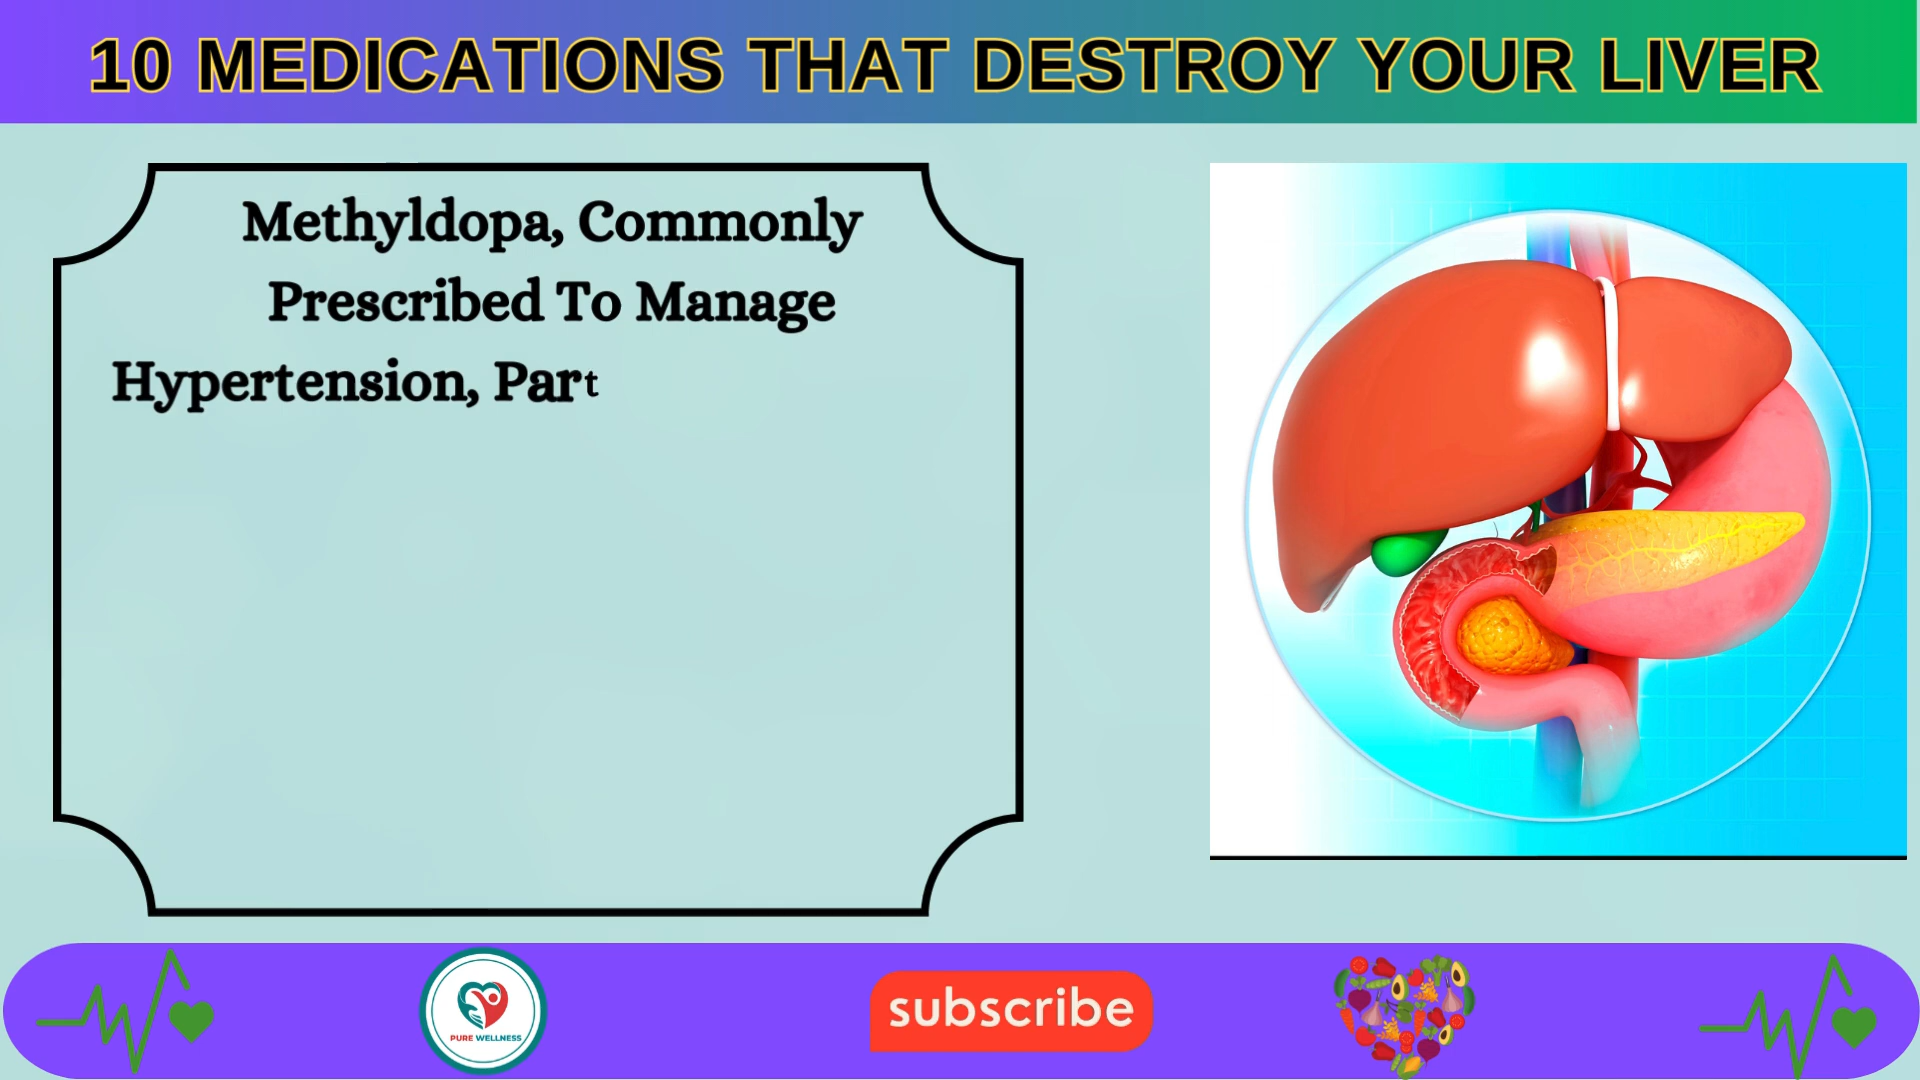 10 MEDICATIONS THAT DESTROY YOUR LIVER
Methyldopa, Commonly
Prescribed To Manage
Hypertension, Part
PURE WELLNESS
subscribe